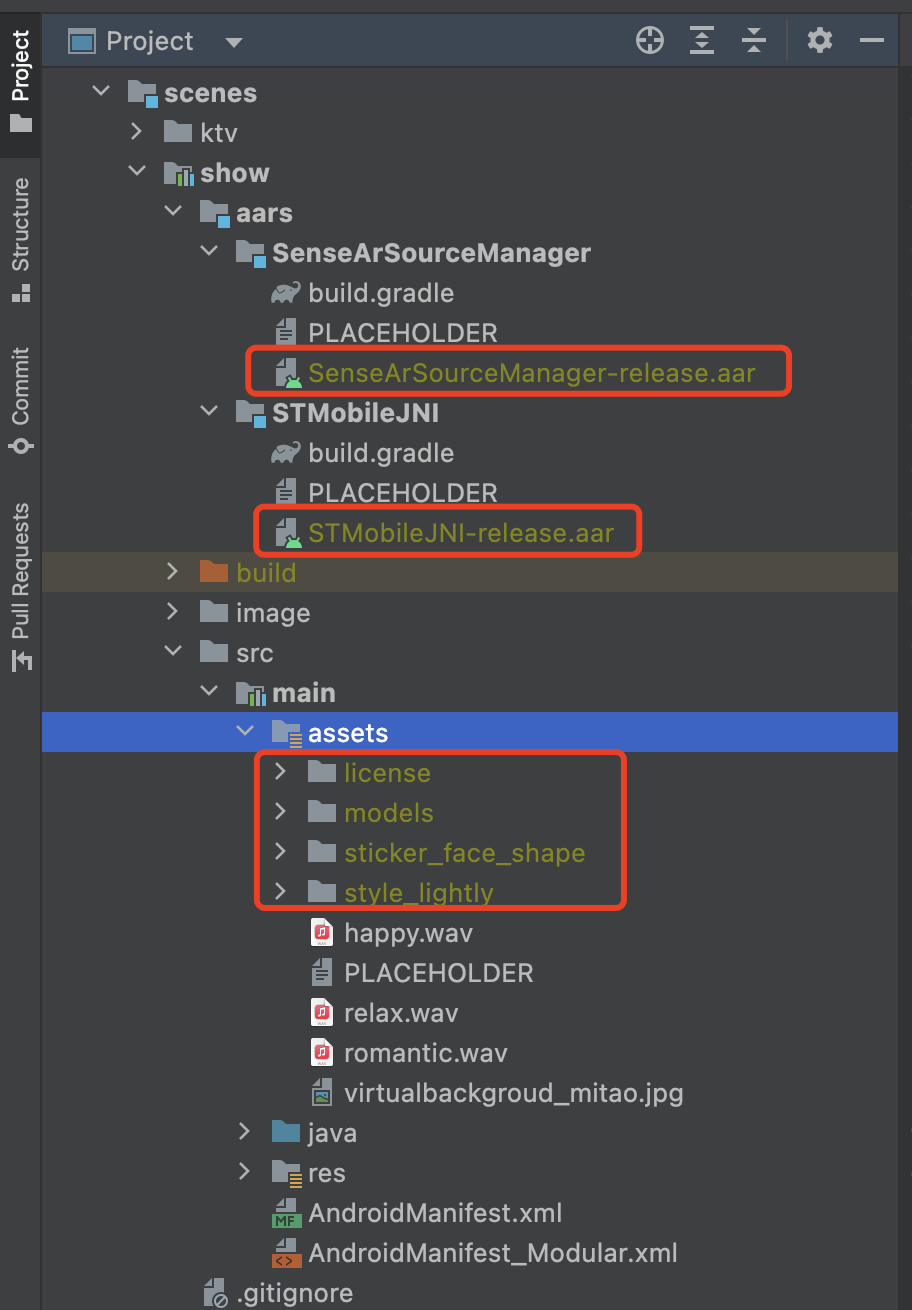 Project
Project
Structure
Commit
Pull Requests
scenes
ktv
show
aars
SenseArSourceManager
build.gradle
PLACEHOLDER
SenseArSourceManager-release.aar
STMobileJNI
build.gradle
PLACEHOLDER
STMobileJNI-release.aar
build
image
src
main
assets
license
models
sticker_face_shape
style_lightly
happy.wav
PLACEHOLDER
relax.wav
romantic.wav
virtualbackgroud_mitao.jpg
java
res
MF AndroidManifest.xml
<> AndroidManifest_Modular.xml
.gitignore